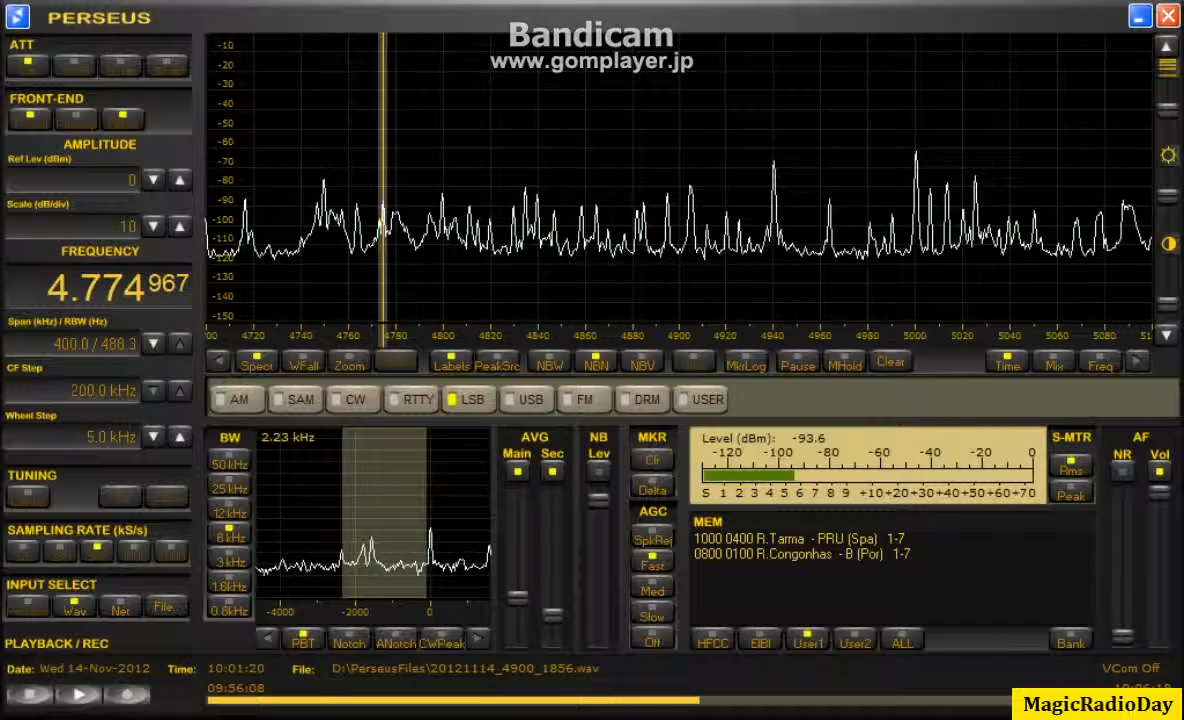 PERSEUS
Bandicam
www.gomplayer.jp
ATT
FRONT-END
AMPLITUDE
Ref Lev (dBm)
0
Scale (dB/div)
10
FREQUENCY
4.774967
Span (kHz) / RBW (Hz)
400.0 / 488.3
CF Step
200.0 kHz
Wheel Step
5.0 kHz
TUNING
SAMPLING RATE (kS/s)
INPUT SELECT
Wav Net File..
PLAYBACK / REC
-10
-20
-30
-40
-50
-60
-70
-80
-90
-100
-110
-120
-130
-140
-150
00 4720 4740 4760 4780 4800 4820 4840 4860 4880 4900 4920 4940 4960 4980 5000 5020 5040 5060 5080 51
Spect WFall Zoom Labels PeakSrc NBW NBN NBV MkrLog Pause MHold Clear Time Mix Freq
AM SAM CW RTTY LSB USB FM DRM USER
BW
50 kHz
25 kHz
12 kHz
6 kHz
3 kHz
1.6kHz
0.6kHz
2.23 kHz
-4000 -2000 0
PBT Notch ANotch CWPeak
AVG
Main Sec
NB
Lev
MKR
Clr
Delta
AGC
SpkRej
Fast
Med
Slow
Off
Level (dBm): -93.6
-120 -100 -80 -60 -40 -20 0
S 1 2 3 4 5 6 7 8 9 +10+20+30+40+50+60+70
S-MTR
Rms
Peak
AF
NR Vol
MEM
1000 0400 R.Tarma - PRU (Spa) 1-7
0800 0100 R.Congonhas - B (Por) 1-7
HFCC EIBI User1 User2 ALL Bank
Date: Wed 14-Nov-2012 Time: 10:01:20 File: D:\PerseusFiles\20121114_4900_1856.wav VCom Off
09:56:08
MagicRadioDay